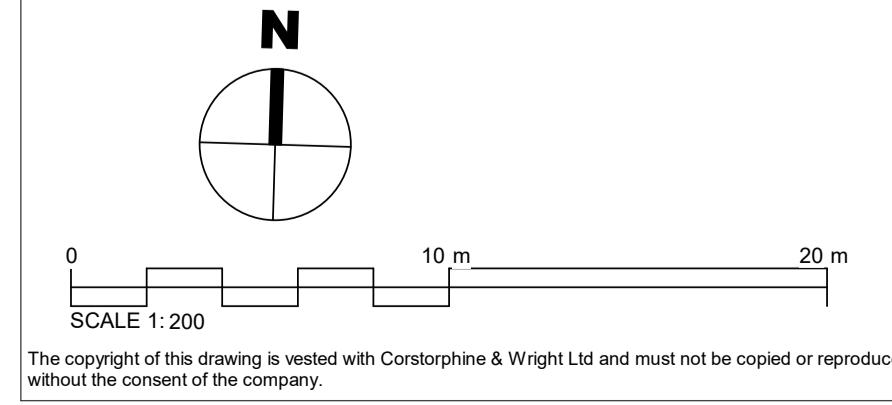 N
0 10 m 20 m
SCALE 1: 200
The copyright of this drawing is vested with Corstorphine & Wright Ltd and must not be copied or reproduc
without the consent of the company.